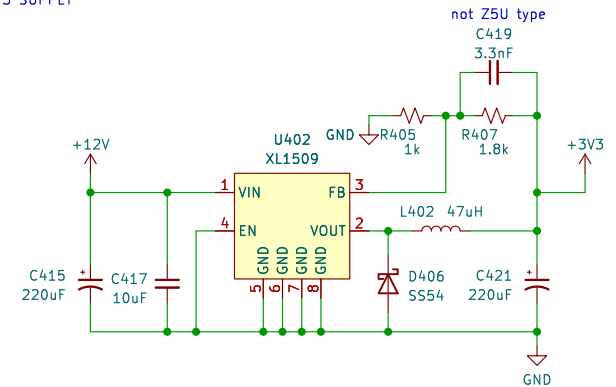 not Z5U type
C419
3.3nF
GND
R405
1k
R407
1.8k
+12V
U402
XL1509
+3V3
1
VIN
FB
3
4
EN
VOUT
2
L402 47uH
GND
GND
GND
GND
5
6
7
8
C415
220uF
C417
10uF
D406
SS54
C421
220uF
GND